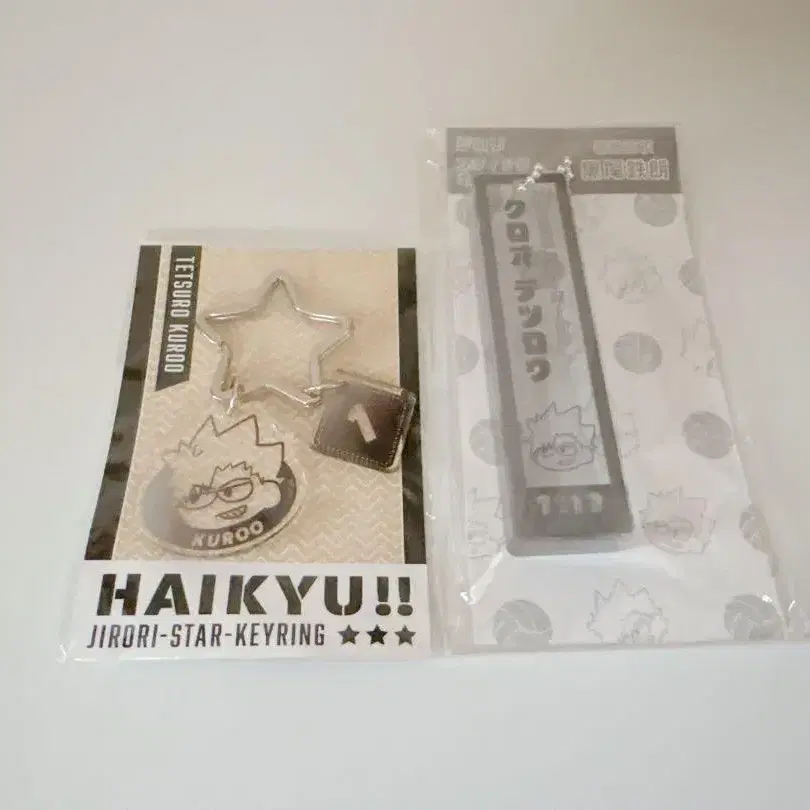 TETSURO KUROO
1
KUROO
HAIKYU!!
JIRORI-STAR-KEYRING ★★★
黒尾鉄朗
クロオ テツロウ